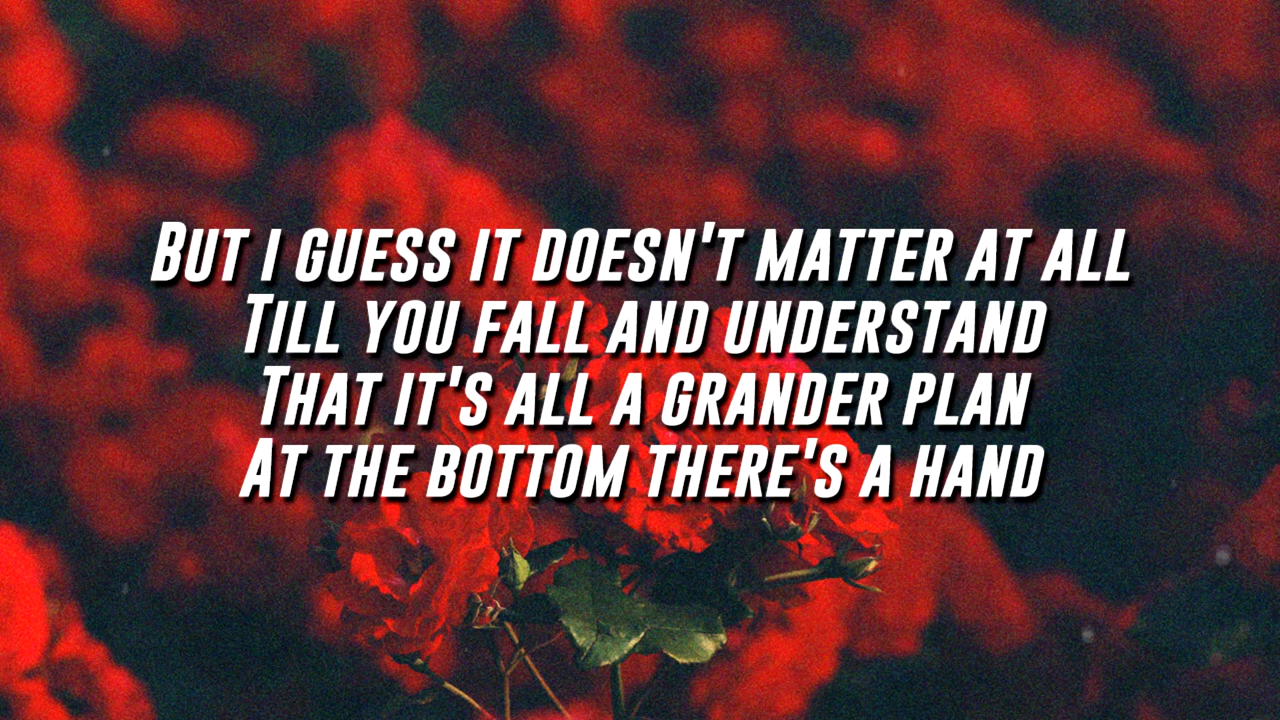 But i guess it doesn't matter at all
Till you fall and understand
That it's all a grander plan
At the bottom there's a hand